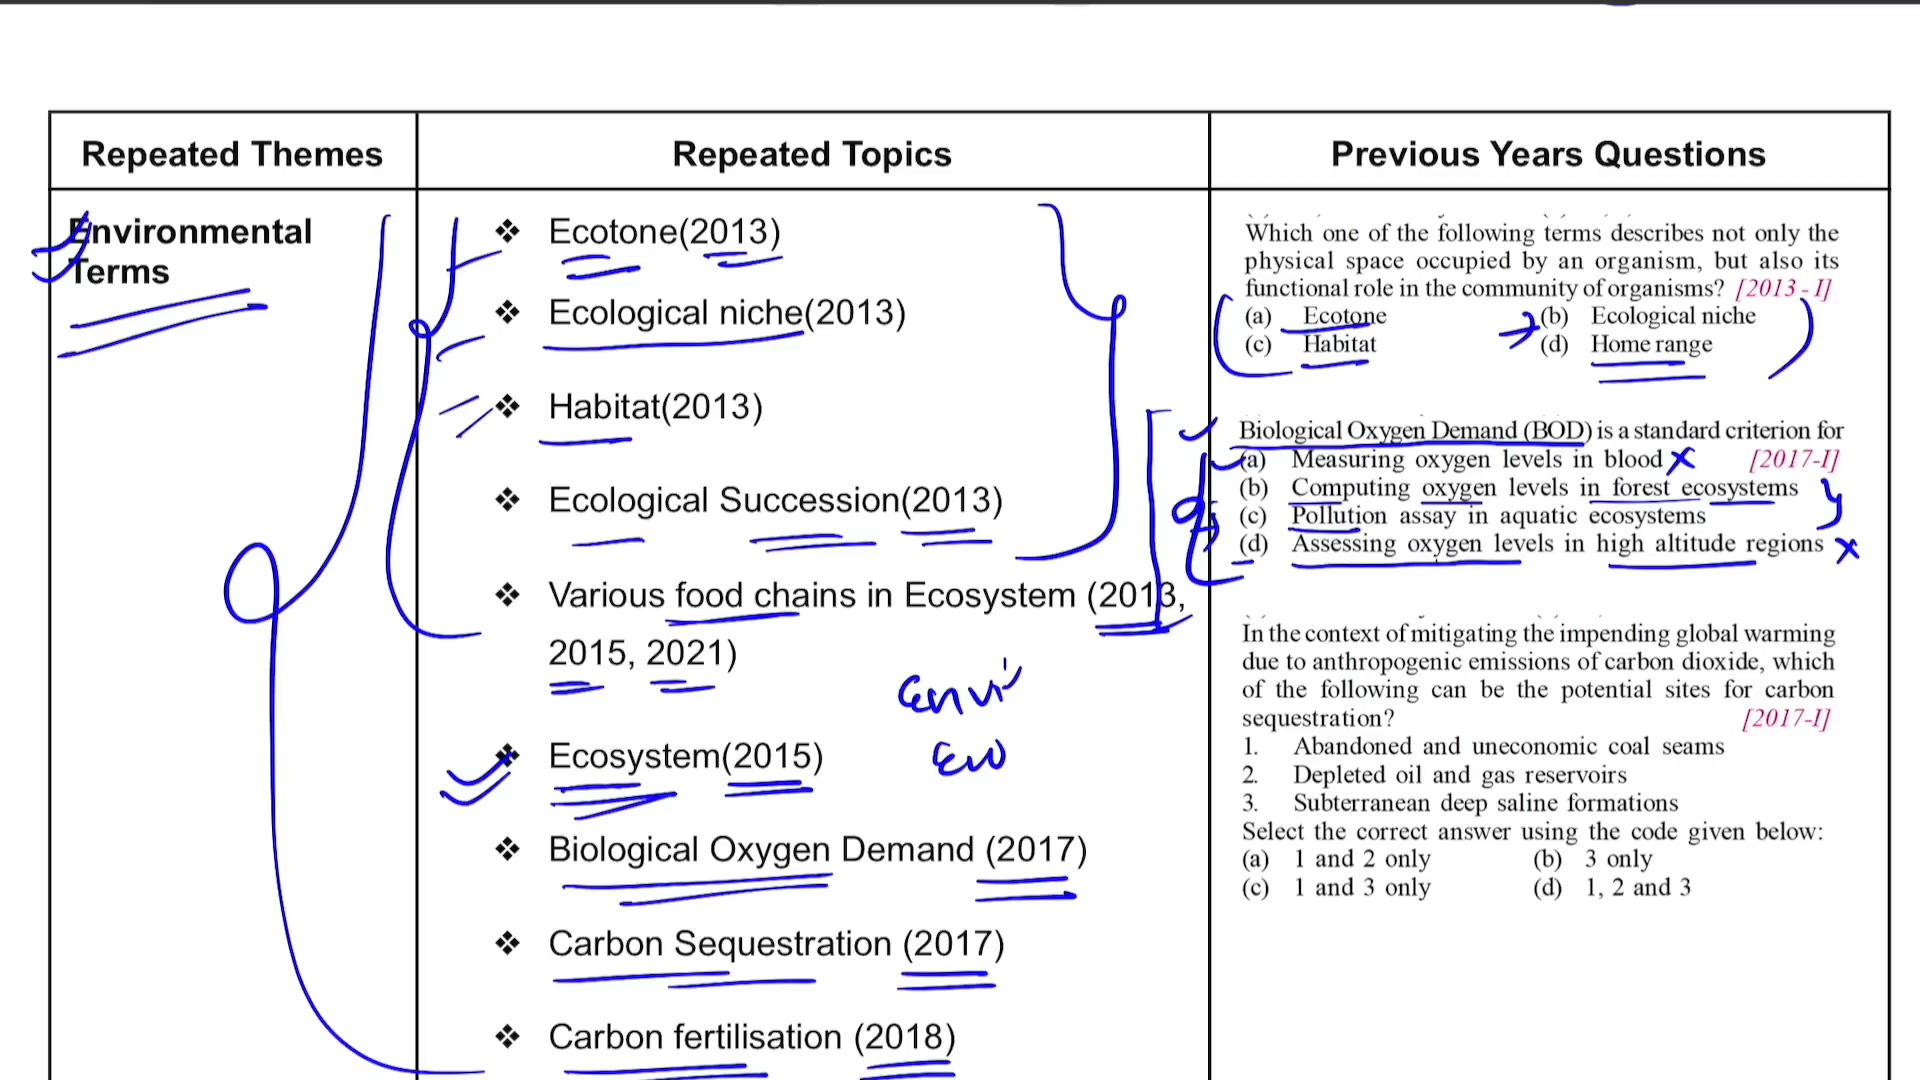 Repeated Themes
Repeated Topics
Previous Years Questions
Environmental
Terms
❖ Ecotone(2013)
❖ Ecological niche(2013)
❖ Habitat(2013)
❖ Ecological Succession(2013)
❖ Various food chains in Ecosystem (2013,
2015, 2021)
❖ Ecosystem(2015)
❖ Biological Oxygen Demand (2017)
❖ Carbon Sequestration (2017)
❖ Carbon fertilisation (2018)
Envi
Which one of the following terms describes not only the
physical space occupied by an organism, but also its
functional role in the community of organisms? [2013 - I]
(a) Ecotone (b) Ecological niche
(c) Habitat (d) Home range
Biological Oxygen Demand (BOD) is a standard criterion for
(a) Measuring oxygen levels in blood [2017-I]
(b) Computing oxygen levels in forest ecosystems
(c) Pollution assay in aquatic ecosystems
(d) Assessing oxygen levels in high altitude regions
In the context of mitigating the impending global warming
due to anthropogenic emissions of carbon dioxide, which
of the following can be the potential sites for carbon
sequestration? [2017-I]
1. Abandoned and uneconomic coal seams
2. Depleted oil and gas reservoirs
3. Subterranean deep saline formations
Select the correct answer using the code given below:
(a) 1 and 2 only (b) 3 only
(c) 1 and 3 only (d) 1, 2 and 3